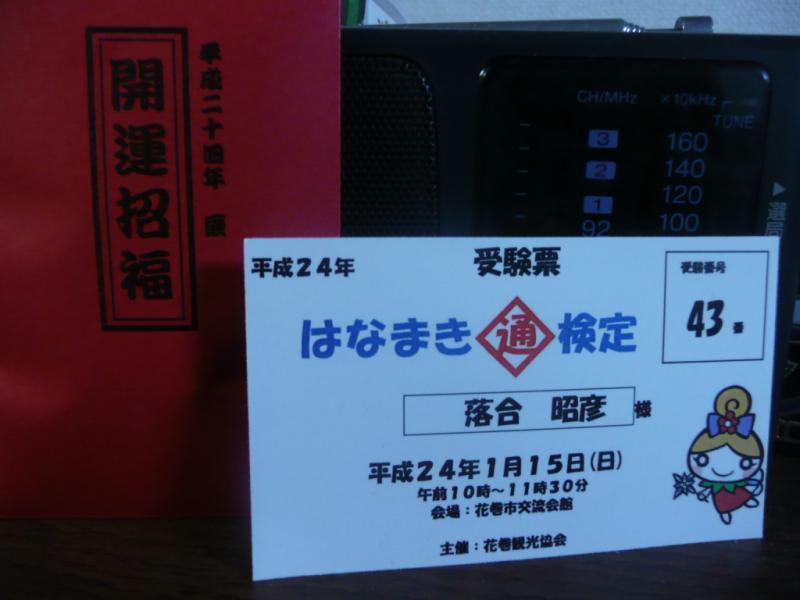 平成二十四年　辰
開運招福
CH/MHz ×10kHz
TUNE
3 160
2 140
1 120
92 100
選局
平成24年
受験票
受験番号
43 番
はなまき通検定
落合　昭彦 様
平成24年1月15日(日)
午前10時～11時30分
会場：花巻市交流会館
主催：花巻観光協会